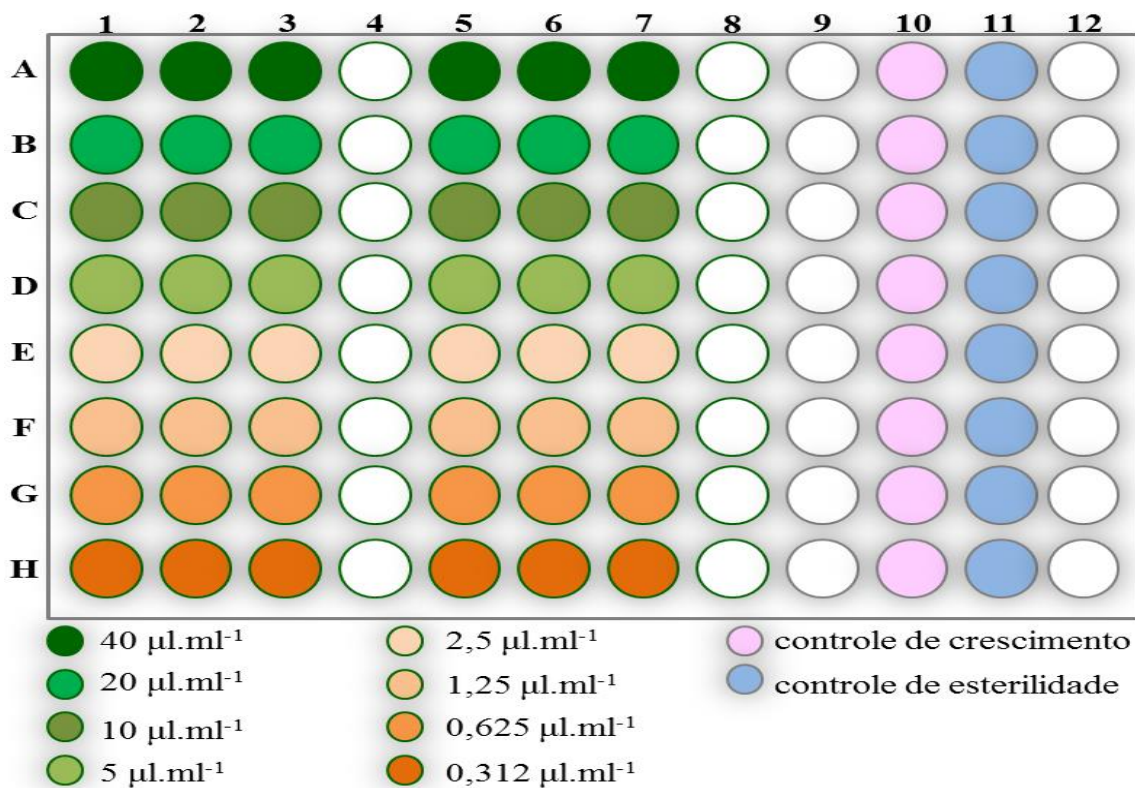 1 2 3 4 5 6 7 8 9 10 11 12
A
B
C
D
E
F
G
H
40 µl.ml⁻¹
20 µl.ml⁻¹
10 µl.ml⁻¹
5 µl.ml⁻¹
2,5 µl.ml⁻¹
1,25 µl.ml⁻¹
0,625 µl.ml⁻¹
0,312 µl.ml⁻¹
controle de crescimento
controle de esterilidade